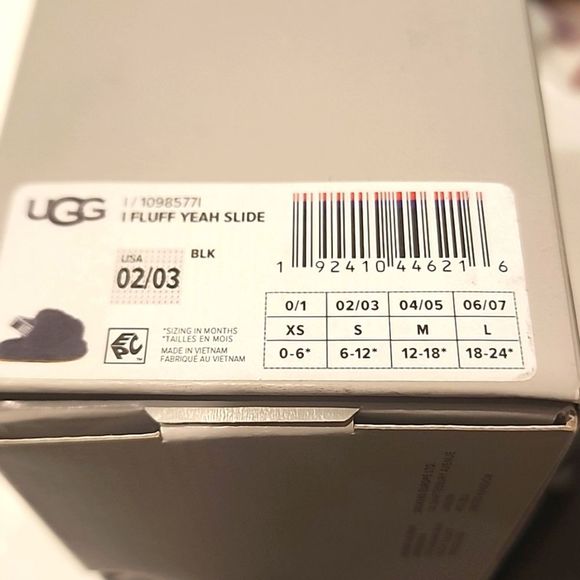 UGG
I / 1098577I
I FLUFF YEAH SLIDE
BLK
USA
02/03
1 92410 44621 6
EPC
TM
*SIZING IN MONTHS
*TAILLES EN MOIS
MADE IN VIETNAM
FABRIQUÉ AU VIETNAM
0/1 02/03 04/05 06/07
XS S M L
0-6* 6-12* 12-18* 18-24*